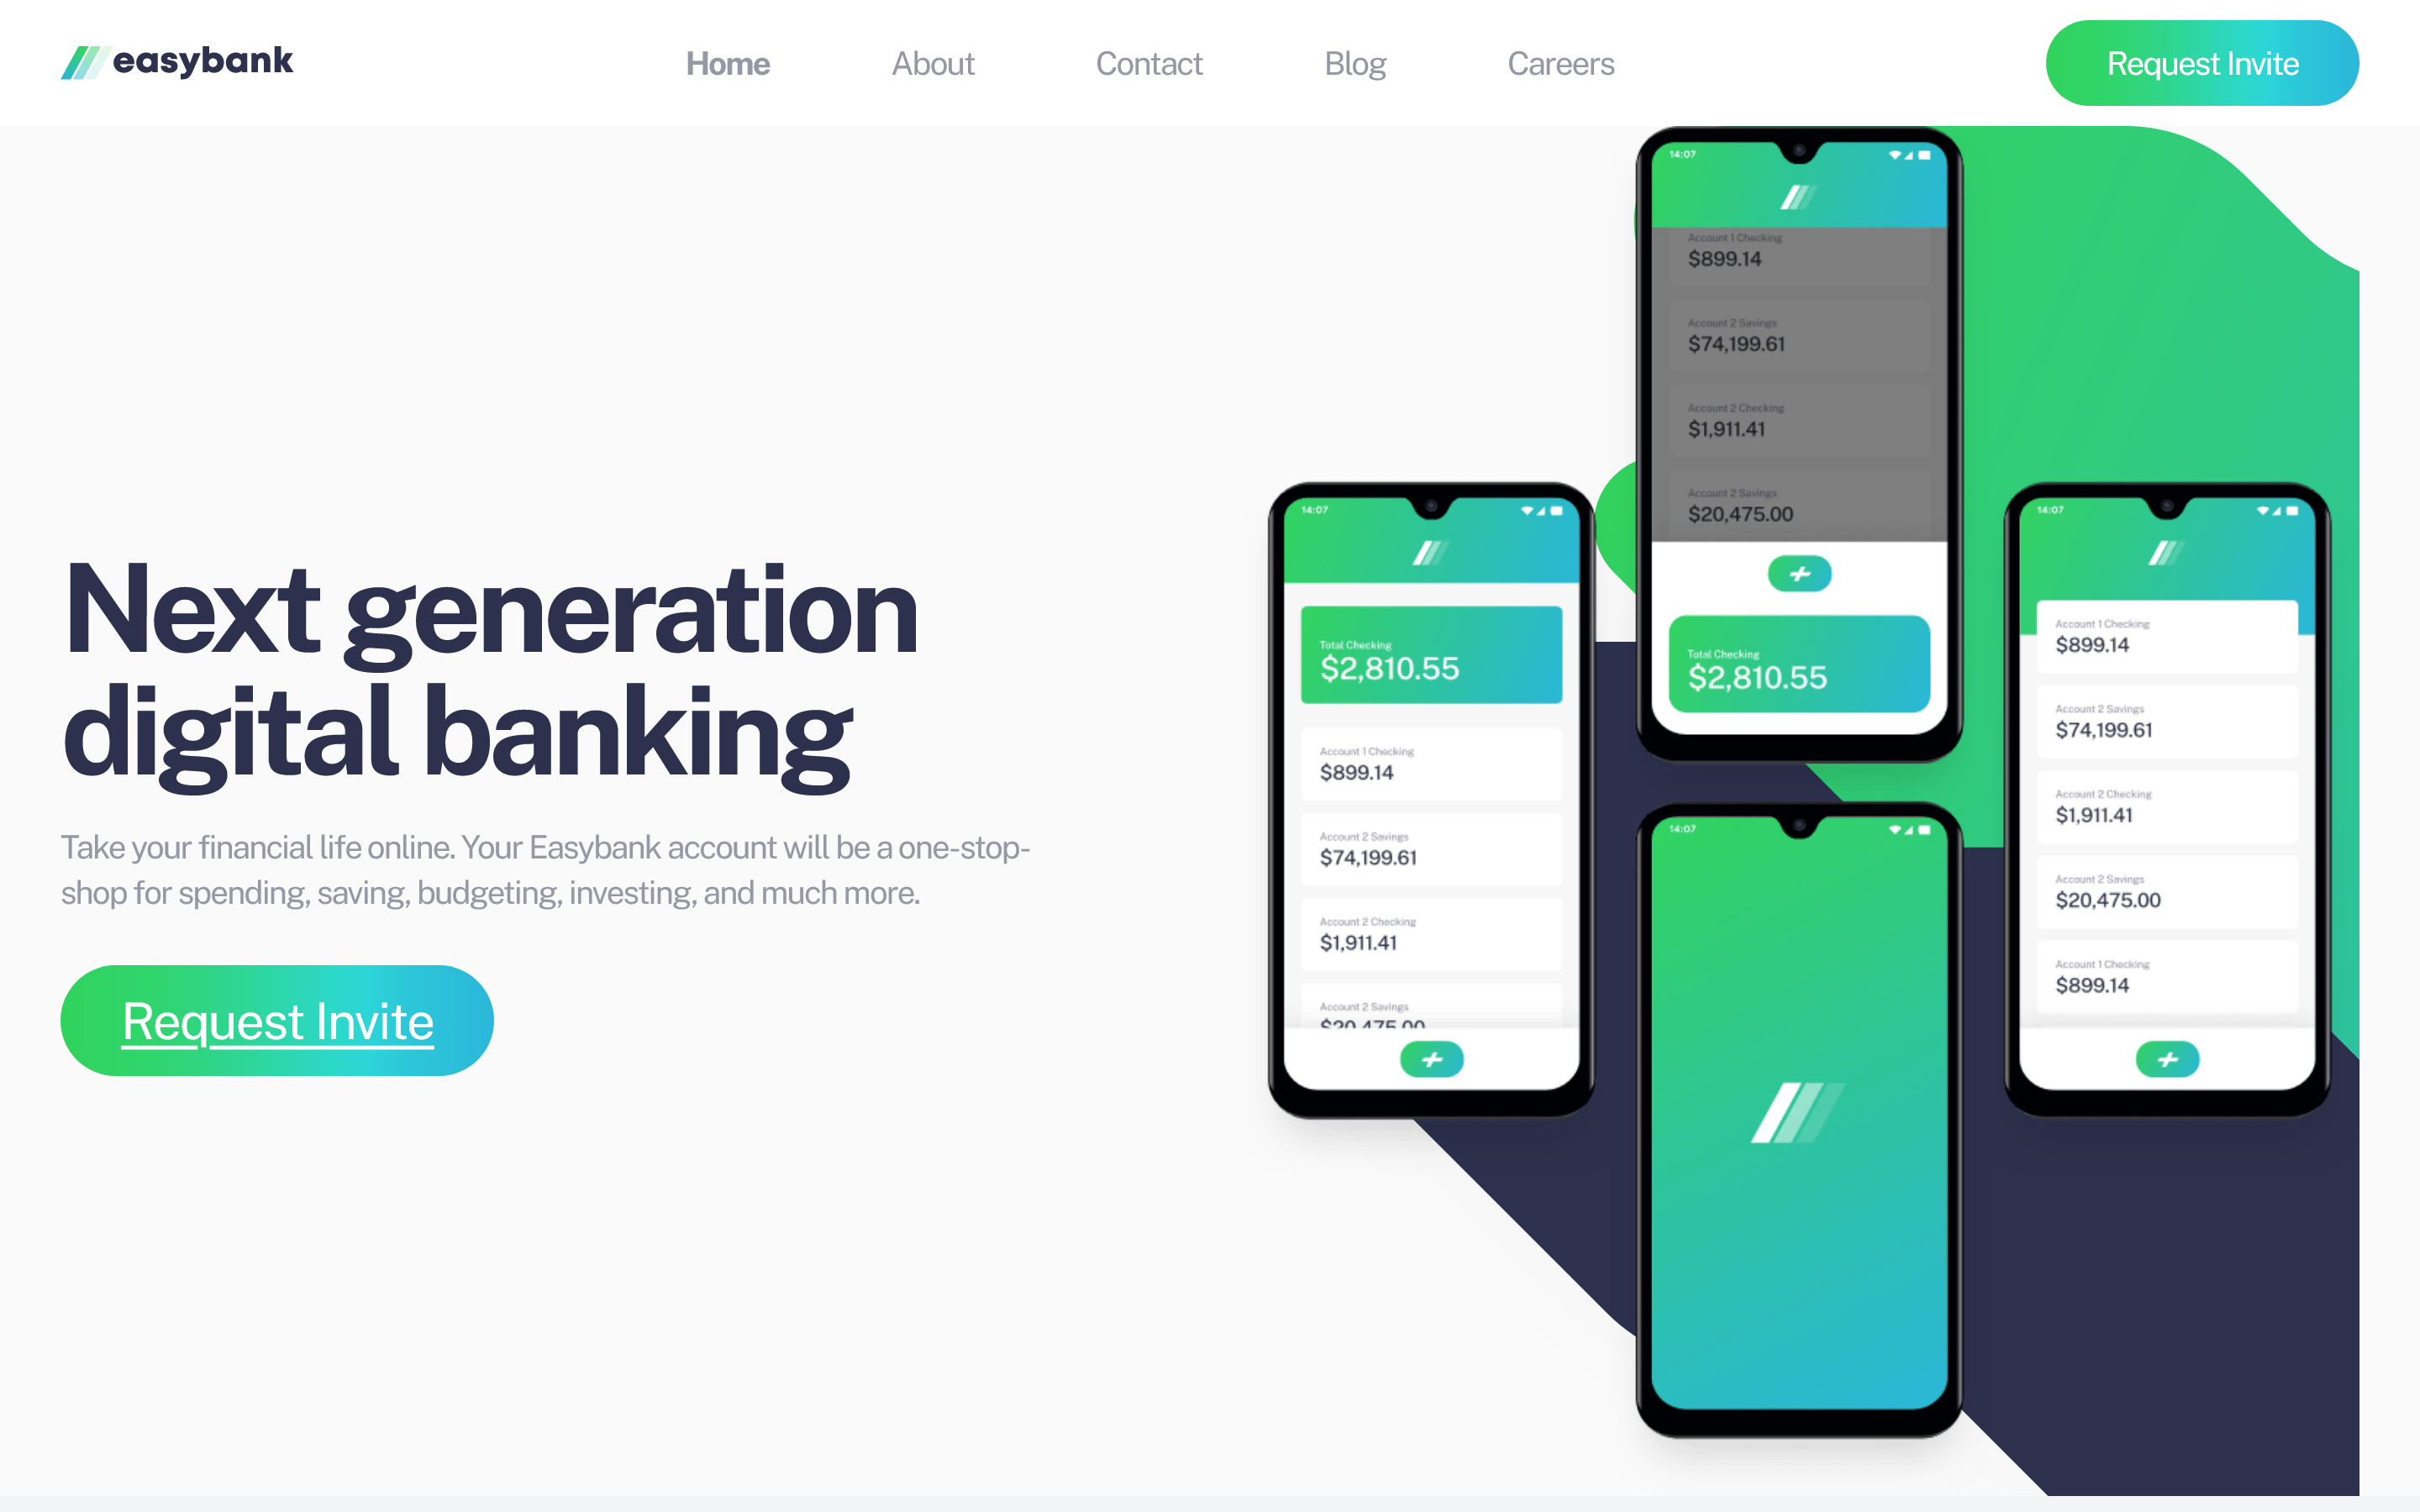 easybank
Home
About
Contact
Blog
Careers
Request Invite
Next generation
digital banking
Take your financial life online. Your Easybank account will be a one-stop-
shop for spending, saving, budgeting, investing, and much more.
Request Invite
14:07
Total Checking
$2,810.55
Account 1 Checking
$899.14
Account 2 Savings
$74,199.61
Account 2 Checking
$1,911.41
Account 2 Savings
$20,475.00
14:07
Account 1 Checking
$899.14
Account 2 Savings
$74,199.61
Account 2 Checking
$1,911.41
Account 2 Savings
$20,475.00
Total Checking
$2,810.55
14:07
14:07
Account 1 Checking
$899.14
Account 2 Savings
$74,199.61
Account 2 Checking
$1,911.41
Account 2 Savings
$20,475.00
Account 1 Checking
$899.14